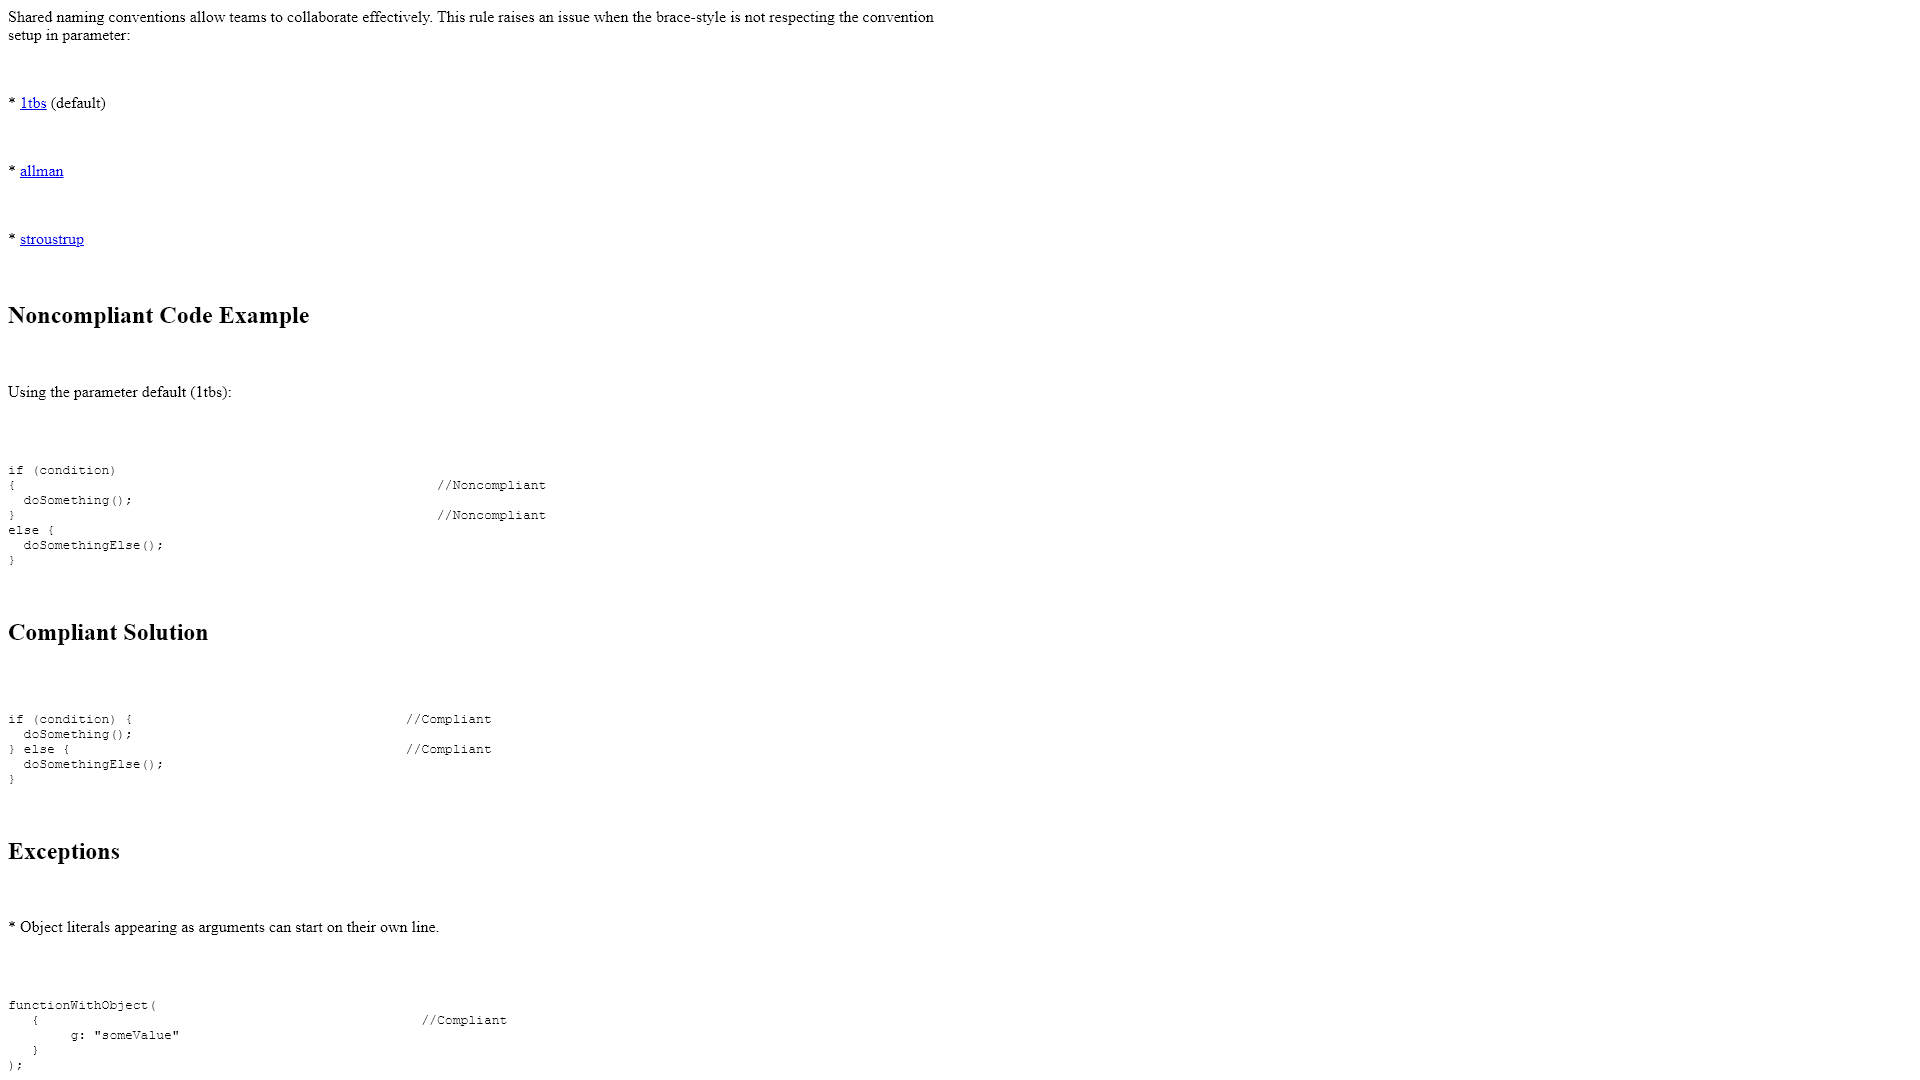 Shared naming conventions allow teams to collaborate effectively. This rule raises an issue when the brace-style is not respecting the convention
setup in parameter:
* 1tbs (default)
* allman
* stroustrup
Noncompliant Code Example
Using the parameter default (1tbs):
if (condition)
{                                                      //Noncompliant
  doSomething();
}                                                      //Noncompliant
else {
  doSomethingElse();
}
Compliant Solution
if (condition) {                                   //Compliant
  doSomething();
} else {                                           //Compliant
  doSomethingElse();
}
Exceptions
* Object literals appearing as arguments can start on their own line.
functionWithObject(
   {                                                 //Compliant
        g: "someValue"
   }
);